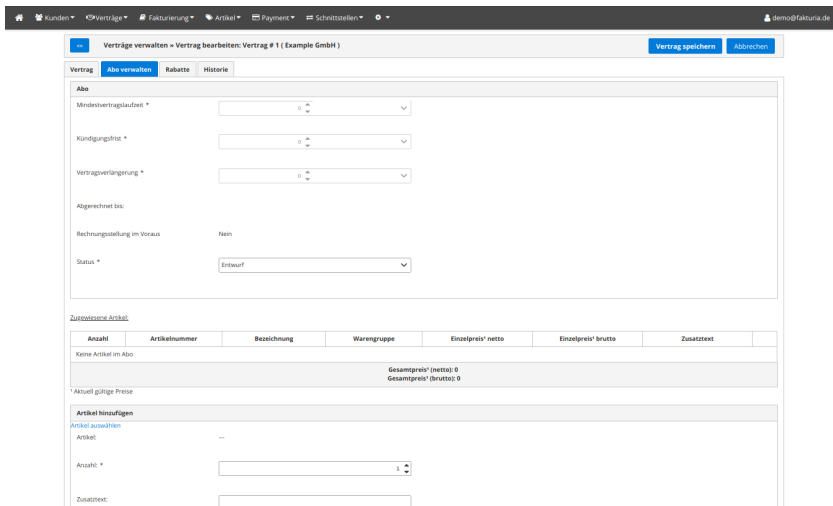 Kunden Verträge Fakturierung Artikel Payment Schnittstellen demo@fakturia.de
<< Verträge verwalten » Vertrag bearbeiten: Vertrag # 1 ( Example GmbH ) Vertrag speichern Abbrechen
Vertrag Abo verwalten Rabatte Historie
Abo
Mindestvertragslaufzeit * 0
Kündigungsfrist * 0
Vertragsverlängerung * 0
Abgerechnet bis:
Rechnungsstellung im Voraus Nein
Status * Entwurf
Zugewiesene Artikel:
Anzahl Artikelnummer Bezeichnung Warengruppe Einzelpreis¹ netto Einzelpreis¹ brutto Zusatztext
Keine Artikel im Abo
Gesamtpreis¹ (netto): 0
Gesamtpreis¹ (brutto): 0
¹ Aktuell gültige Preise
Artikel hinzufügen
Artikel auswählen
Artikel: ---
Anzahl: * 1
Zusatztext: